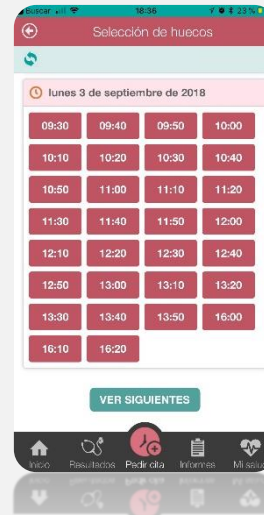 Buscar 18:36 23 %
Selección de huecos
lunes 3 de septiembre de 2018
09:30 09:40 09:50 10:00
10:10 10:20 10:30 10:40
10:50 11:00 11:10 11:20
11:30 11:40 11:50 12:00
12:10 12:20 12:30 12:40
12:50 13:00 13:10 13:20
13:30 13:40 13:50 16:00
16:10 16:20
VER SIGUIENTES
Inicio Resultados Pedir cita Informes Mi salud